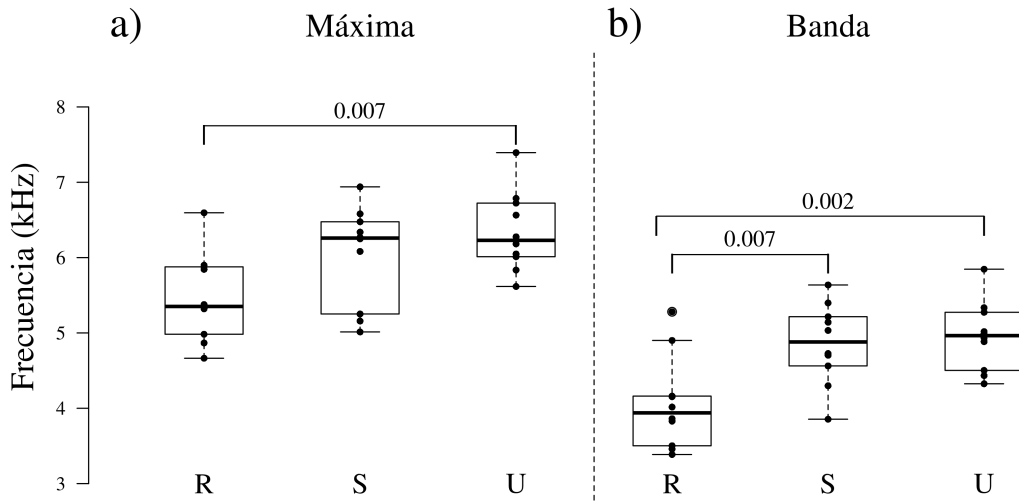 a) Máxima
b) Banda
Frecuencia (kHz)
8
7
6
5
4
3
0.007
R S U
0.002
0.007
R S U